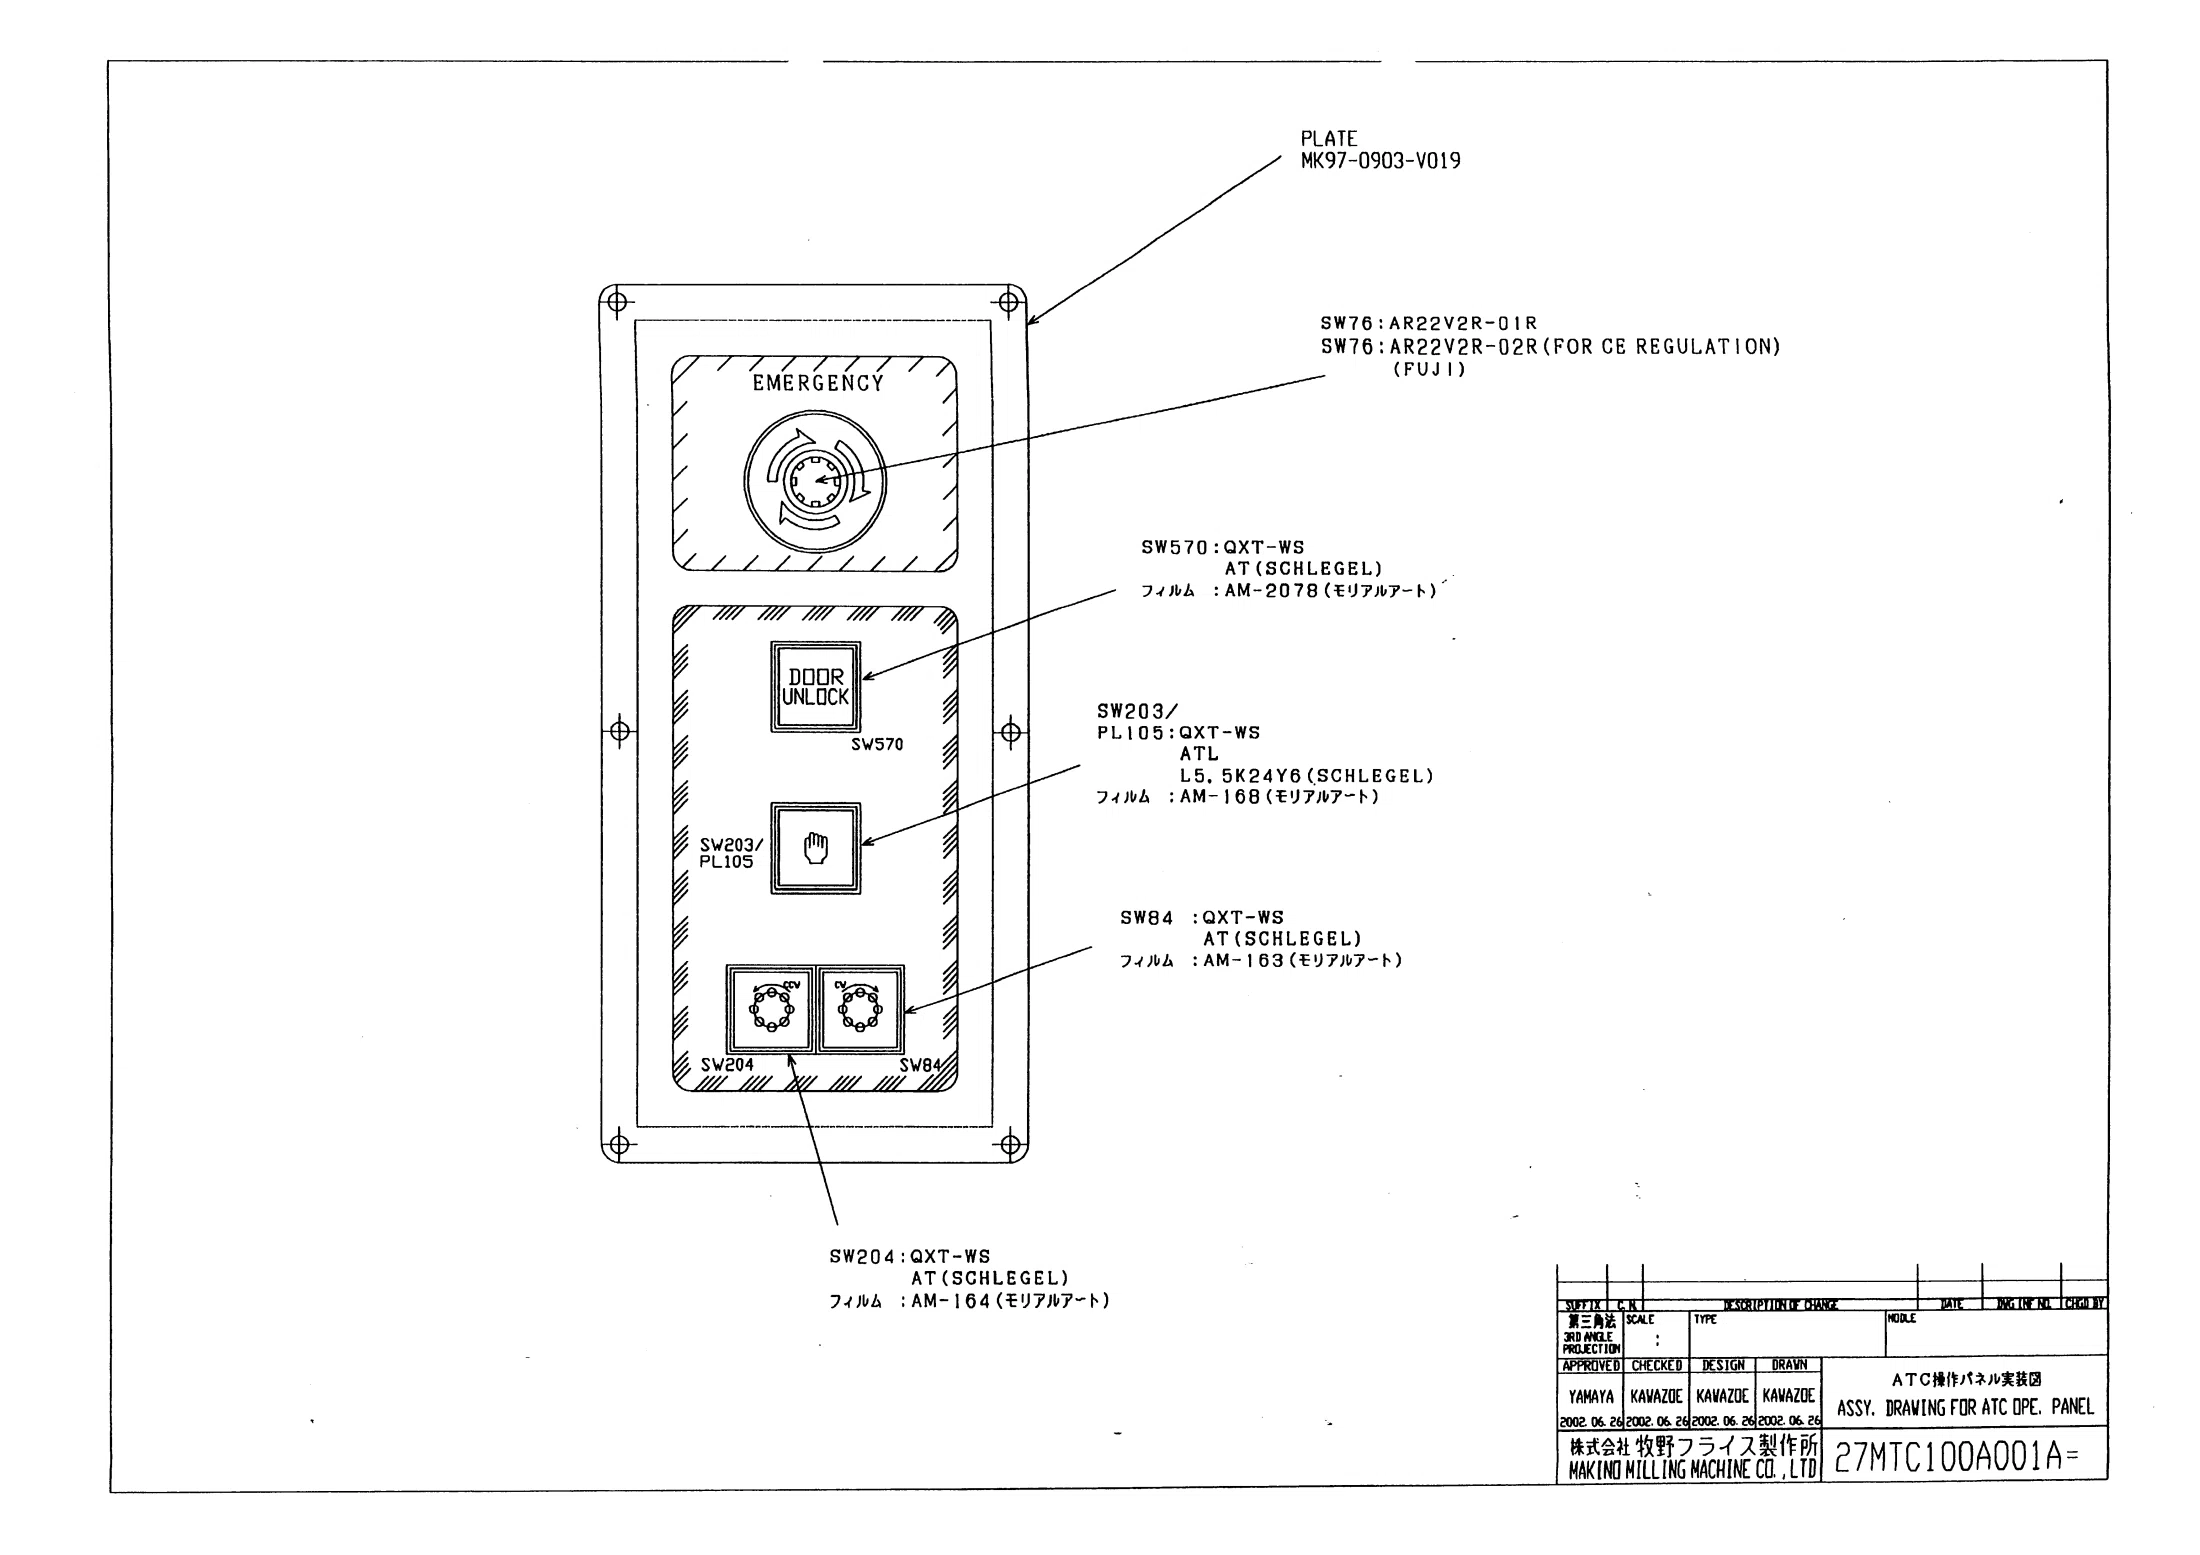 PLATE
MK97-0903-V019
SW76:AR22V2R-01R
SW76:AR22V2R-02R(FOR CE REGULATION)
(FUJI)
EMERGENCY
SW570:QXT-WS
AT(SCHLEGEL)
フィルム :AM-2078(モリアルアート)
DOOR
UNLOCK
SW570
SW203/
PL105:QXT-WS
ATL
L5.5K24Y6(SCHLEGEL)
フィルム :AM-168(モリアルアート)
SW203/
PL105
SW84 :QXT-WS
AT(SCHLEGEL)
フィルム :AM-163(モリアルアート)
CCW
CW
SW204
SW84
SW204:QXT-WS
AT(SCHLEGEL)
フィルム :AM-164(モリアルアート)
SUFFIX C.N. DESCRIPTION OF CHANGE DATE DWG INF NO. CHGD BY
第三角法
3RD ANGLE
PROJECTION
SCALE
:
TYPE
MODLE
APPROVED CHECKED DESIGN DRAWN
YAMAYA KAWAZOE KAWAZOE KAWAZOE
2002.06.26 2002.06.26 2002.06.26 2002.06.26
ATC操作パネル実装図
ASSY. DRAWING FOR ATC OPE. PANEL
株式会社 牧野フライス製作所
MAKINO MILLING MACHINE CO.,LTD
27MTC100A001A=